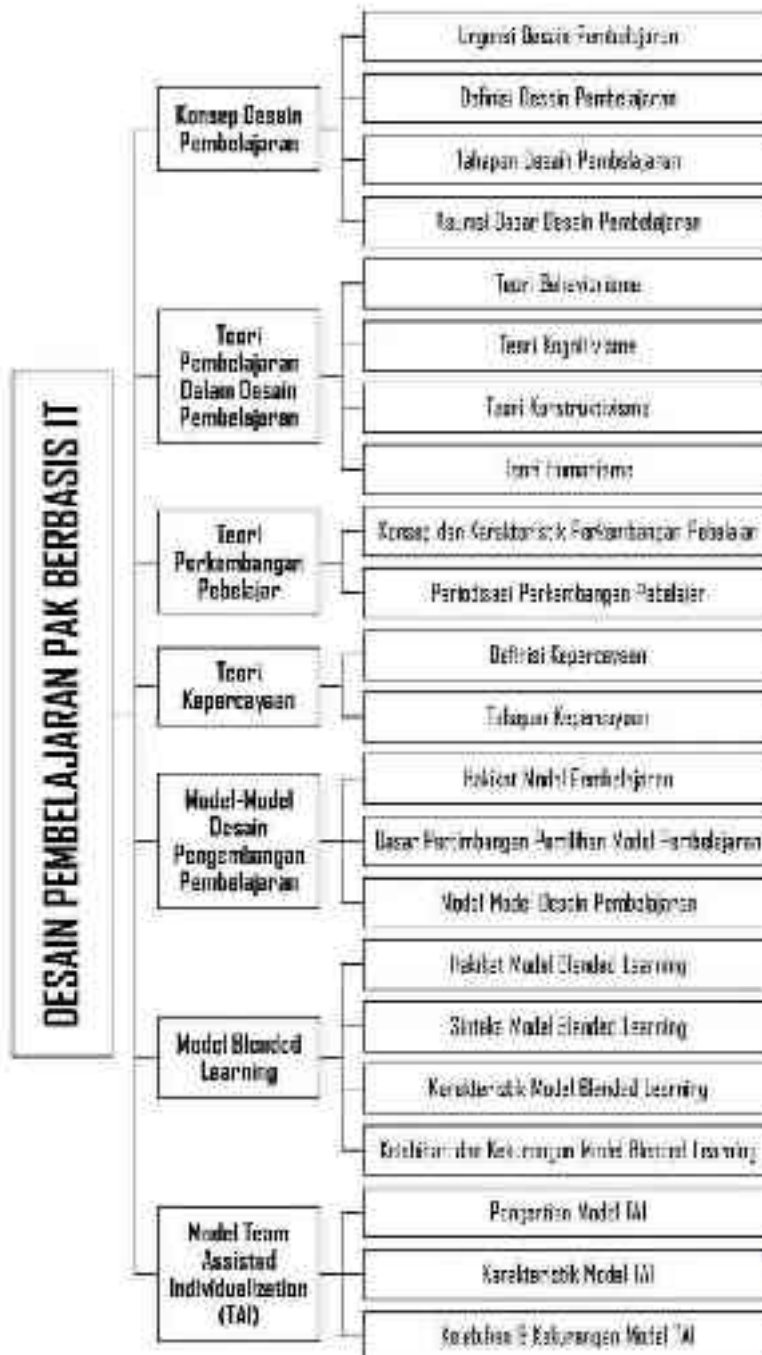 DESAIN PEMBELAJARAN PAK BERBASIS IT
Konsep Desain
Pembelajaran
Urgensi Desain Pembelajaran
Definisi Desain Pembelajaran
Tahapan Desain Pembelajaran
Asumsi Dasar Desain Pembelajaran
Teori
Pembelajaran
Dalam Desain
Pembelajaran
Teori Behaviorisme
Teori Kognitivisme
Teori Konstruktivisme
Teori Humanisme
Teori
Perkembangan
Pebelajar
Konsep dan Karakteristik Perkembangan Pebelajar
Periodisasi Perkembangan Pebelajar
Teori
Kepercayaan
Definisi Kepercayaan
Tahapan Kepercayaan
Model-Model
Desain
Pengembangan
Pembelajaran
Hakikat Model Pembelajaran
Dasar Pertimbangan Pemilihan Model Pembelajaran
Model Model Desain Pembelajaran
Model Blended
Learning
Hakikat Model Blended Learning
Sintaks Model Blended Learning
Karakteristik Model Blended Learning
Kelebihan dan Kekurangan Model Blended Learning
Model Team
Assisted
Individualization
(TAI)
Pengertian Model TAI
Karakteristik Model TAI
Kelebihan & Kekurangan Model TAI